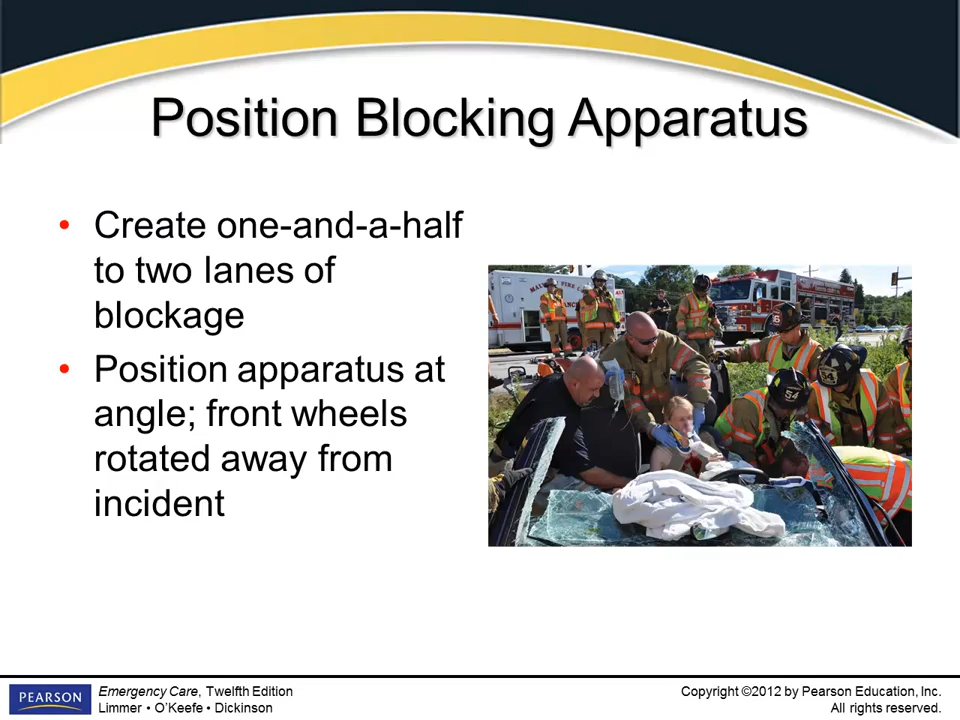 Position Blocking Apparatus
• Create one-and-a-half
to two lanes of
blockage
• Position apparatus at
angle; front wheels
rotated away from
incident
54
PEARSON
Emergency Care, Twelfth Edition
Limmer • O’Keefe • Dickinson
Copyright ©2012 by Pearson Education, Inc.
All rights reserved.